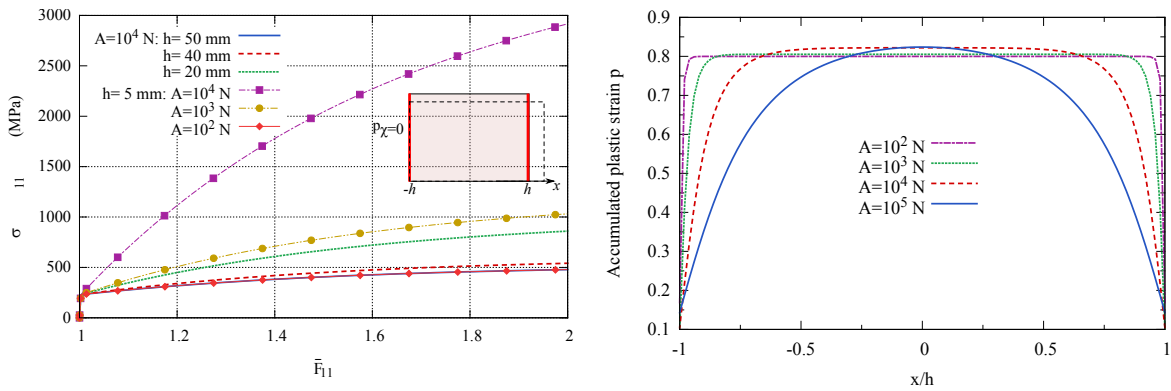 3000
2500
2000
1500
1000
500
0
σ 11 (MPa)
A=10⁴ N: h= 50 mm
h= 40 mm
h= 20 mm
h= 5 mm: A=10⁴ N
A=10³ N
A=10² N
pχ=0
-h h x
1 1.2 1.4 1.6 1.8 2
F̄11
0.9
0.8
0.7
0.6
0.5
0.4
0.3
0.2
0.1
Accumulated plastic strain p
A=10² N
A=10³ N
A=10⁴ N
A=10⁵ N
-1 -0.5 0 0.5 1
x/h